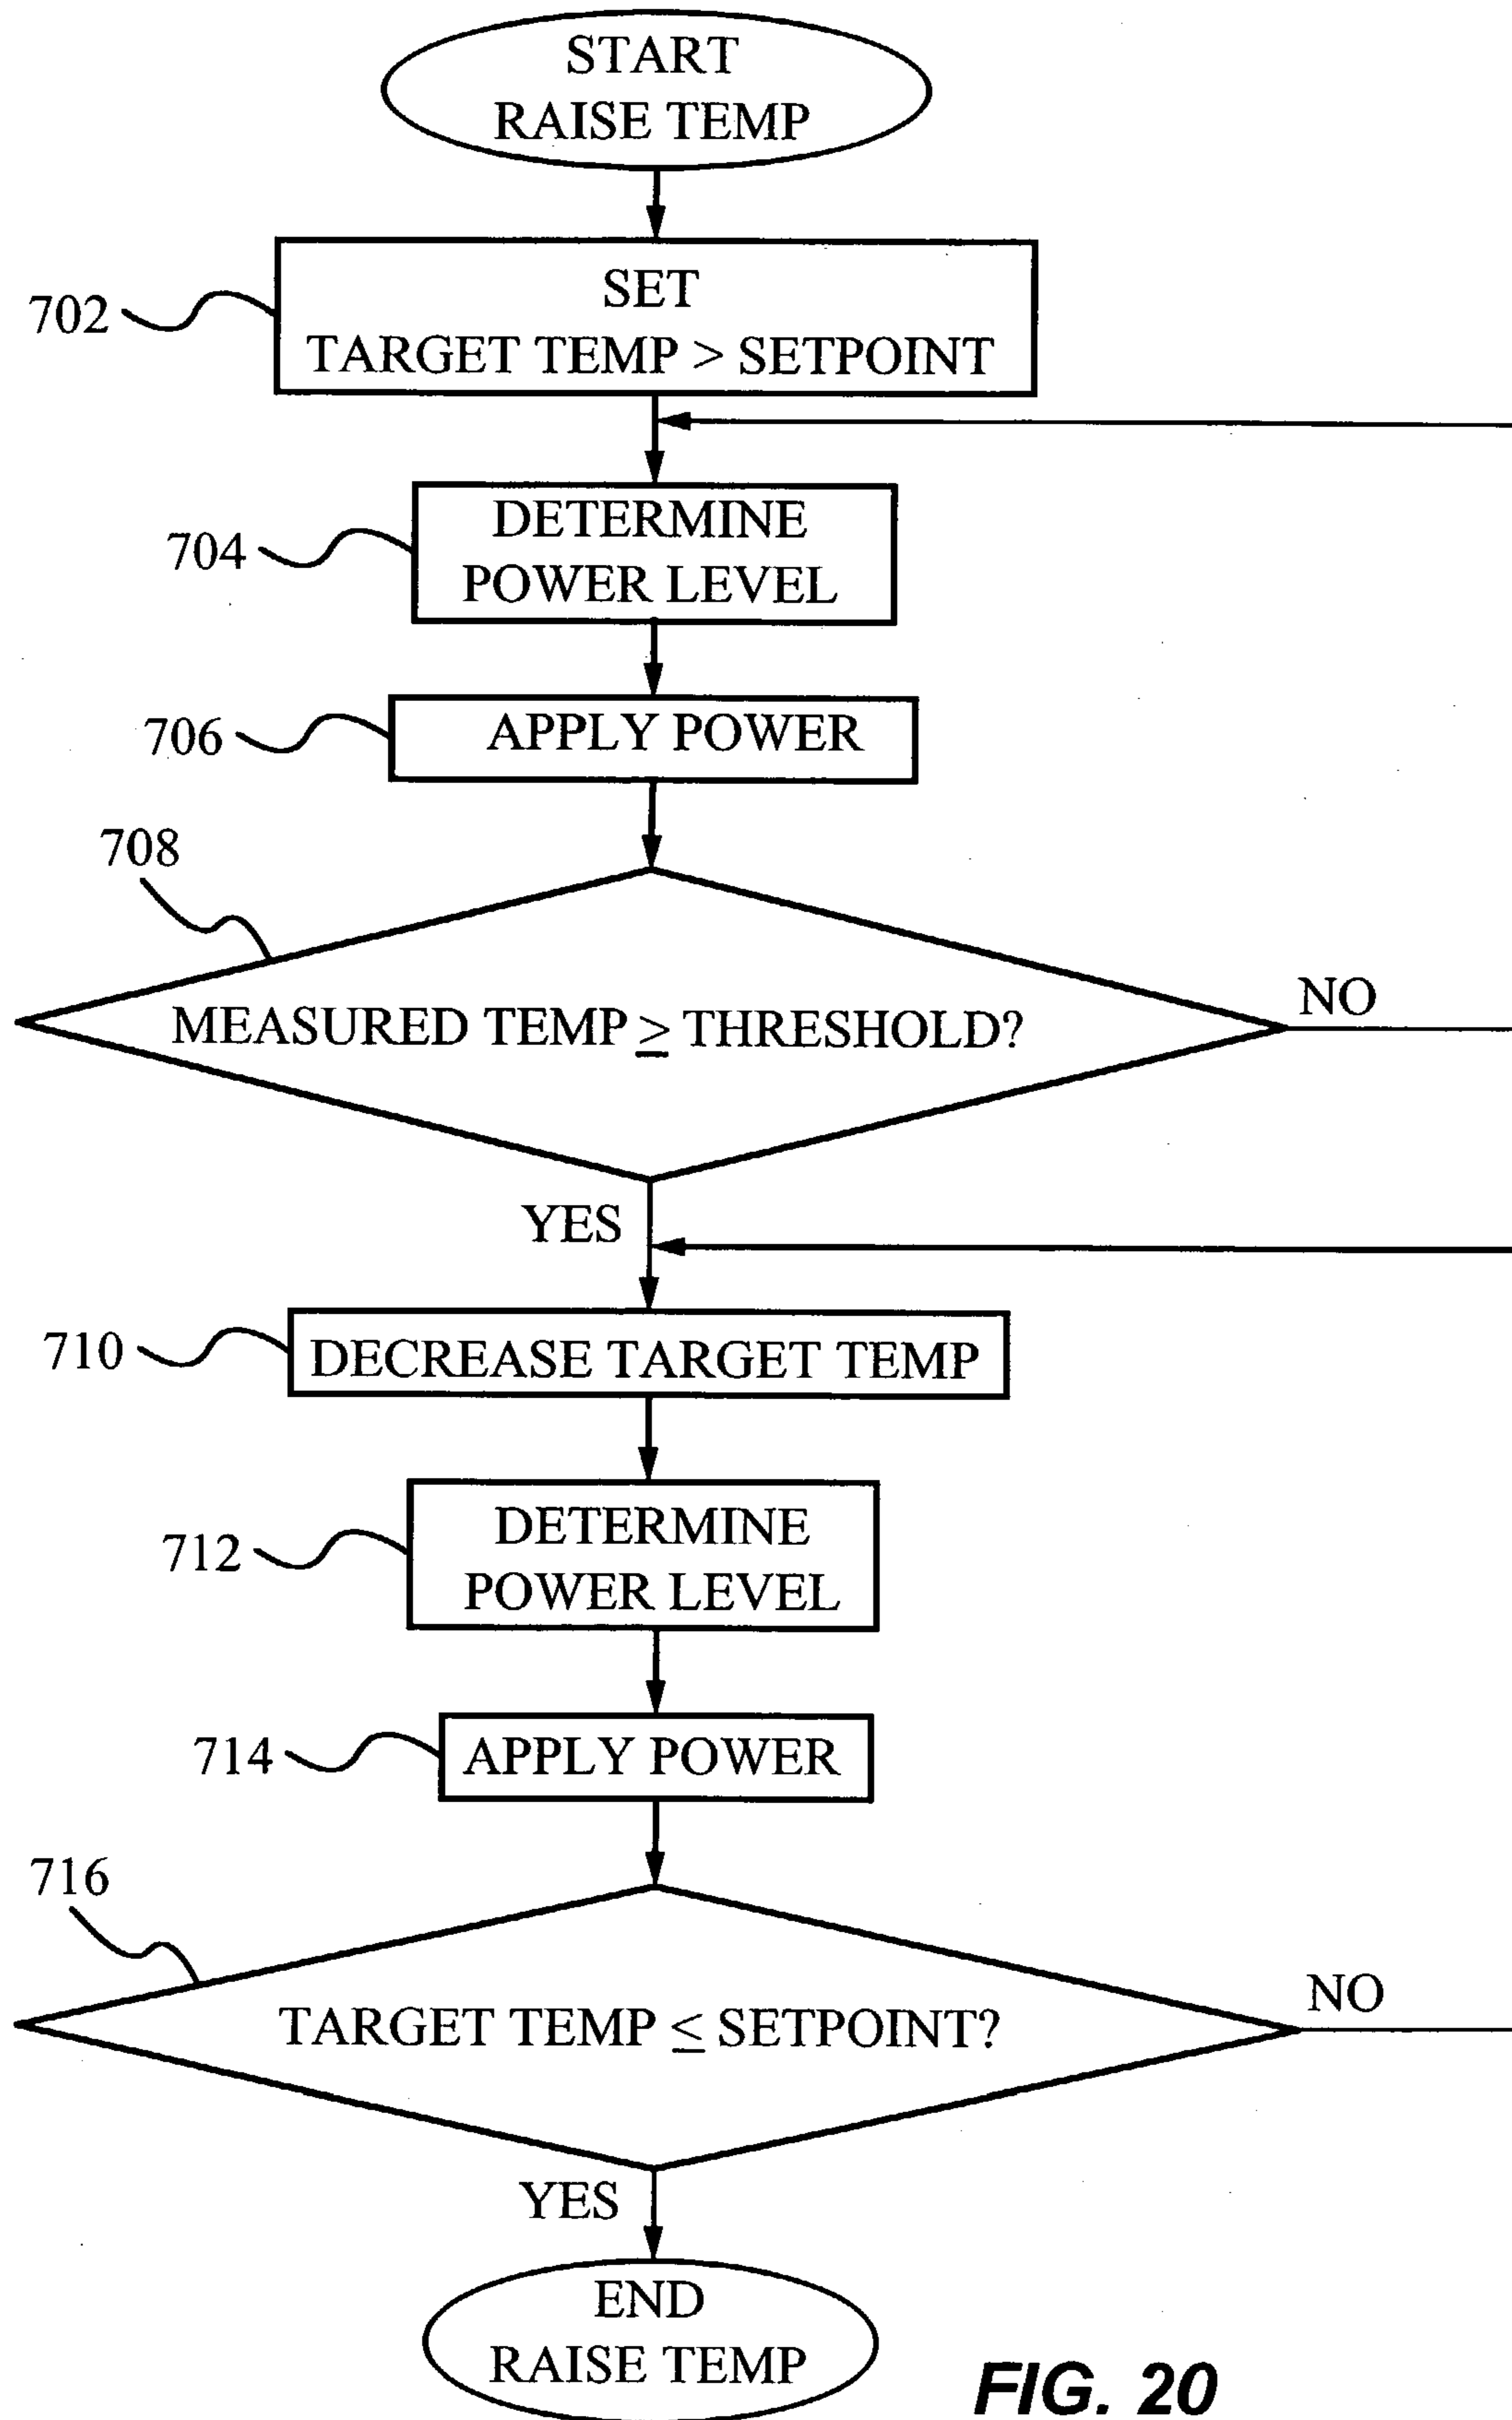 START
RAISE TEMP
702
SET
TARGET TEMP > SETPOINT
704
DETERMINE
POWER LEVEL
706
APPLY POWER
708
MEASURED TEMP ≥ THRESHOLD?
NO
YES
710
DECREASE TARGET TEMP
712
DETERMINE
POWER LEVEL
714
APPLY POWER
716
TARGET TEMP ≤ SETPOINT?
NO
YES
END
RAISE TEMP
FIG. 20